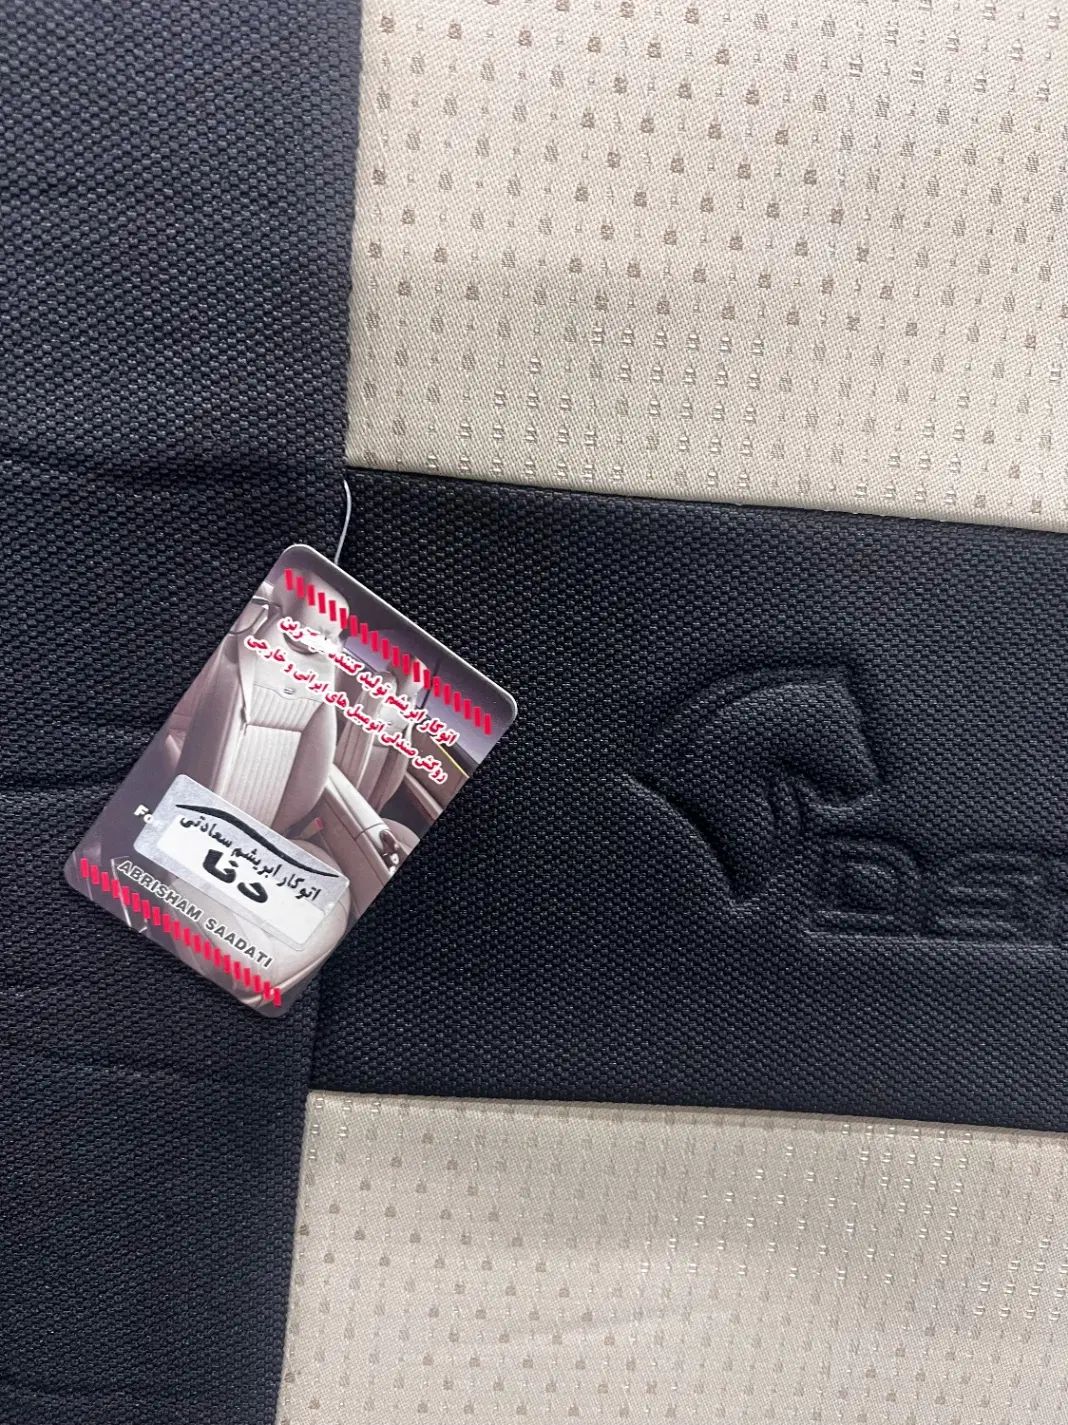 اتوکار ابریشم تولید کننده
روکش صندلی اتومبیل های ایرانی و خارجی
اتوکار ابریشم سعادتی
دنا
ABRISHAM SAADATI